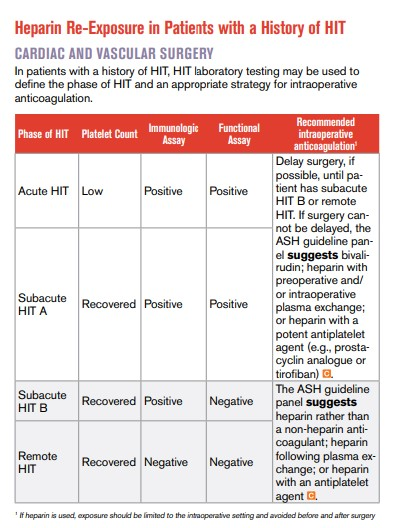 Heparin Re-Exposure in Patients with a History of HIT
CARDIAC AND VASCULAR SURGERY
In patients with a history of HIT, HIT laboratory testing may be used to
define the phase of HIT and an appropriate strategy for intraoperative
anticoagulation.
Phase of HIT
Platelet Count
Immunologic
Assay
Functional
Assay
Recommended
intraoperative
anticoagulation¹
Acute HIT
Low
Positive
Positive
Delay surgery, if
possible, until pa-
tient has subacute
HIT B or remote
HIT. If surgery can-
not be delayed, the
ASH guideline pan-
el suggests bivali-
rudin; heparin with
preoperative and/
or intraoperative
plasma exchange;
or heparin with a
potent antiplatelet
agent (e.g., prosta-
cyclin analogue or
tirofiban) C.
Subacute
HIT A
Recovered
Positive
Positive
Subacute
HIT B
Recovered
Positive
Negative
The ASH guideline
panel suggests
heparin rather than
a non-heparin anti-
coagulant; heparin
following plasma ex-
change; or heparin
with an antiplatelet
agent C.
Remote
HIT
Recovered
Negative
Negative
¹ If heparin is used, exposure should be limited to the intraoperative setting and avoided before and after surgery